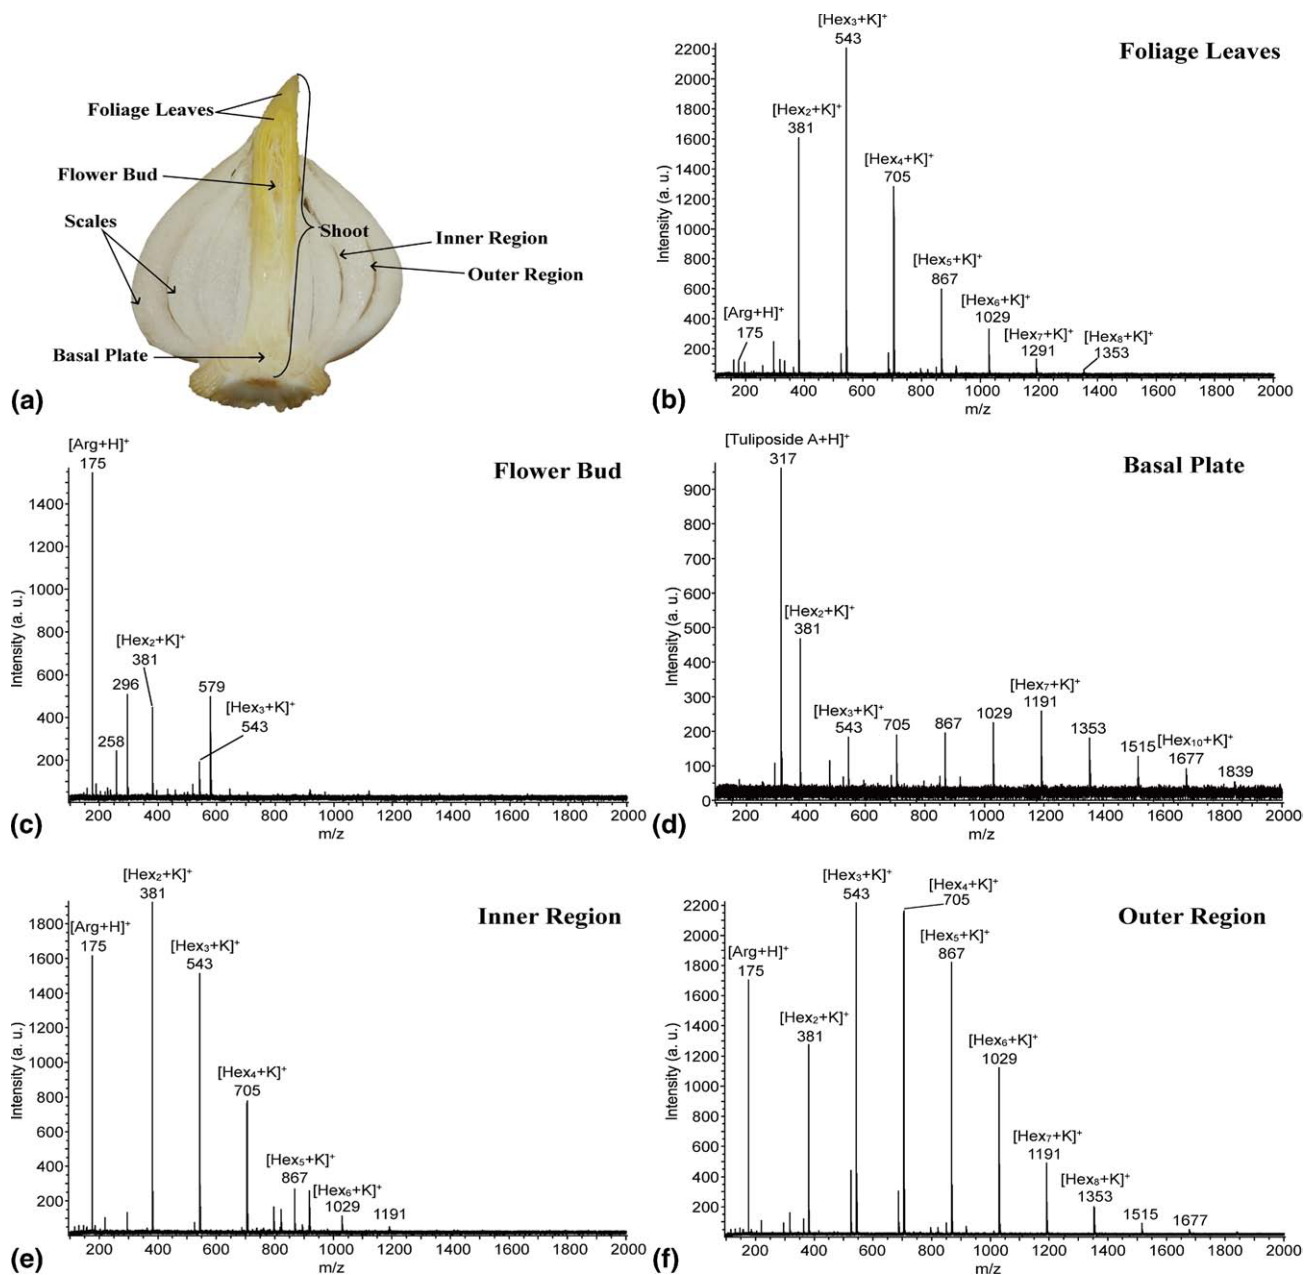 Foliage Leaves
Flower Bud
Scales
Shoot
Inner Region
Outer Region
Basal Plate
(a)
[Hex₃+K]⁺
543
Foliage Leaves
[Hex₂+K]⁺
381
[Hex₄+K]⁺
705
[Hex₅+K]⁺
867
[Hex₆+K]⁺
1029
[Arg+H]⁺
175
[Hex₇+K]⁺
1291
[Hex₈+K]⁺
1353
Intensity (a. u.)
2200
2000
1800
1600
1400
1200
1000
800
600
400
200
200 400 600 800 1000 1200 1400 1600 1800 2000
m/z
(b)
[Arg+H]⁺
175
Flower Bud
[Hex₂+K]⁺
381
296
579
[Hex₃+K]⁺
543
258
Intensity (a. u.)
1400
1200
1000
800
600
400
200
200 400 600 800 1000 1200 1400 1600 1800 2000
m/z
(c)
[Tuliposide A+H]⁺
317
Basal Plate
[Hex₂+K]⁺
381
[Hex₃+K]⁺
543
705
867
1029
[Hex₇+K]⁺
1191
1353
1515
[Hex₁₀+K]⁺
1677
1839
Intensity (a. u.)
900
800
700
600
500
400
300
200
100
0
200 400 600 800 1000 1200 1400 1600 1800 2000
m/z
(d)
[Hex₂+K]⁺
381
Inner Region
[Arg+H]⁺
175
[Hex₃+K]⁺
543
[Hex₄+K]⁺
705
[Hex₅+K]⁺
867
[Hex₆+K]⁺
1029
1191
Intensity (a. u.)
1800
1600
1400
1200
1000
800
600
400
200
200 400 600 800 1000 1200 1400 1600 1800 2000
m/z
(e)
[Hex₃+K]⁺
543
[Hex₄+K]⁺
705
Outer Region
[Hex₅+K]⁺
867
[Arg+H]⁺
175
[Hex₂+K]⁺
381
[Hex₆+K]⁺
1029
[Hex₇+K]⁺
1191
[Hex₈+K]⁺
1353
1515
1677
Intensity (a. u.)
2200
2000
1800
1600
1400
1200
1000
800
600
400
200
200 400 600 800 1000 1200 1400 1600 1800 2000
m/z
(f)